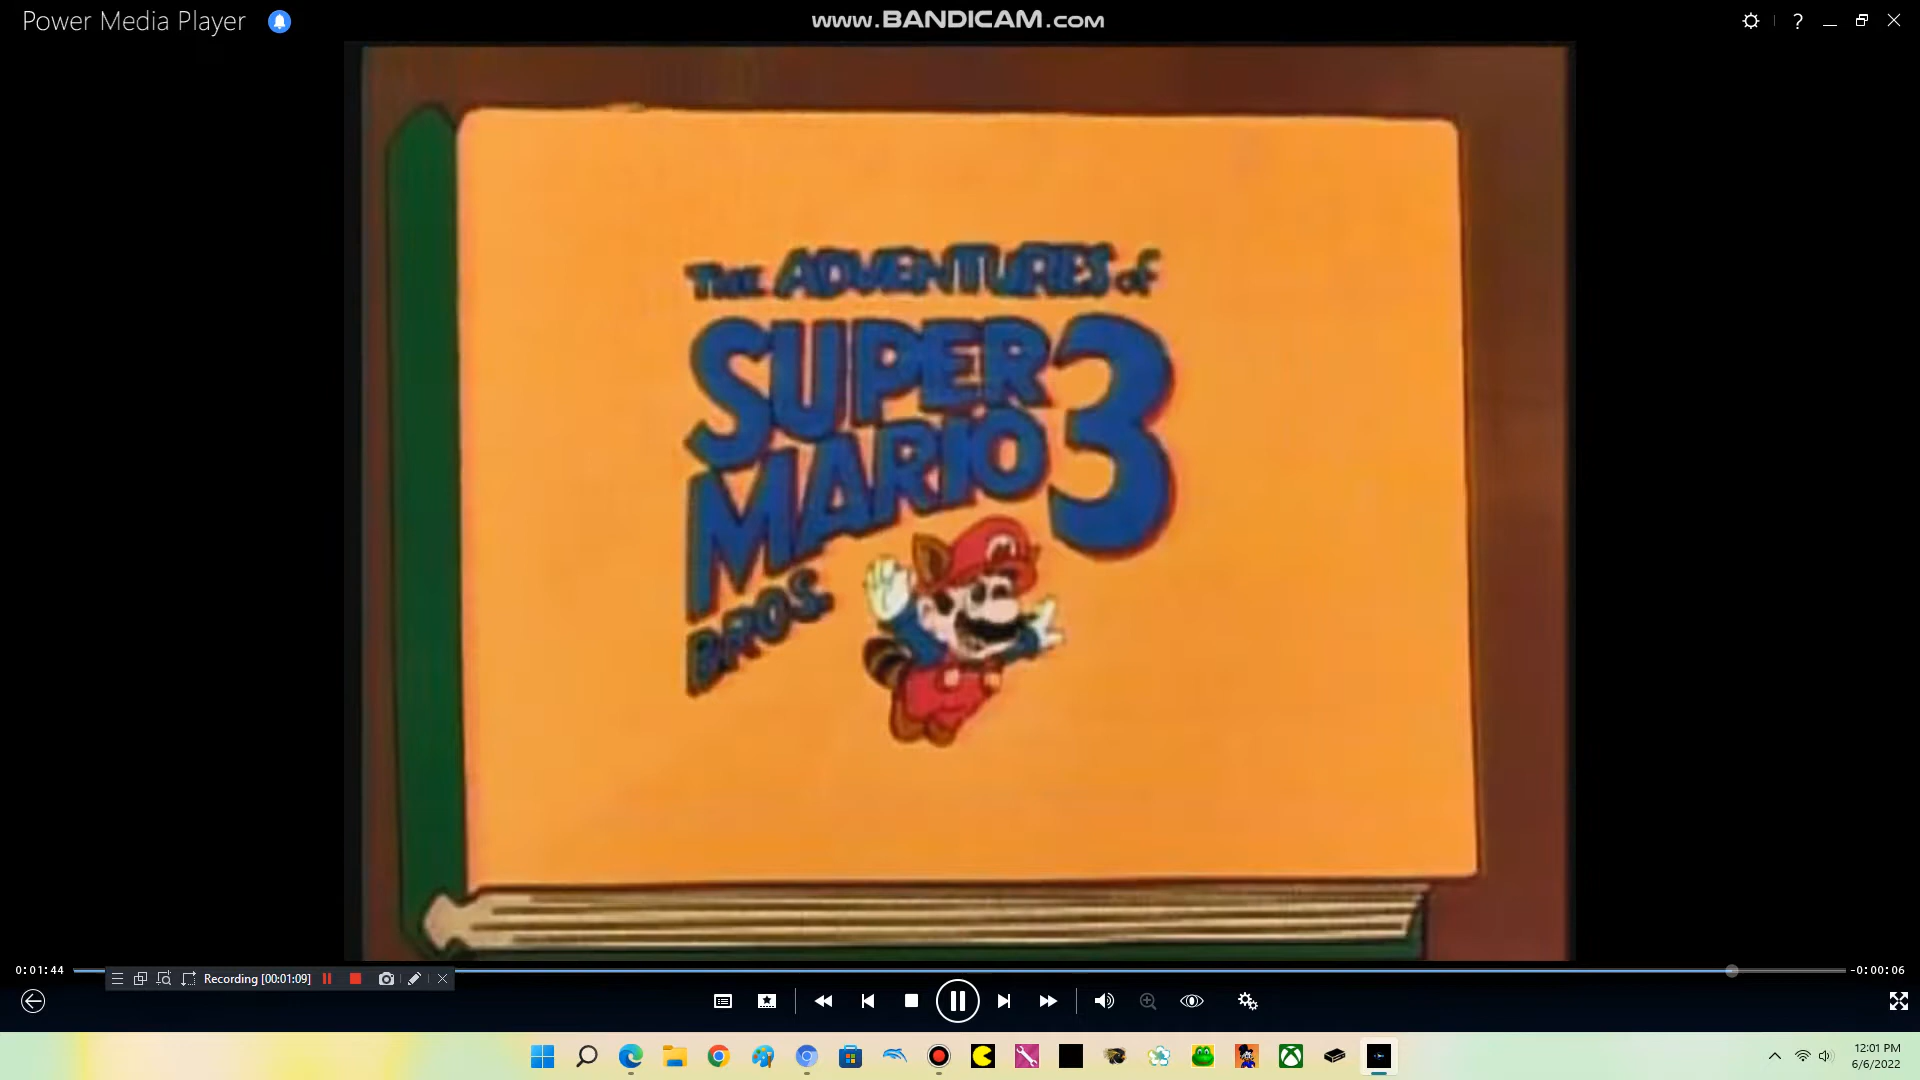 Power Media Player
www.BANDICAM.com
THE ADVENTURES of
SUPER 3
MARIO
BROS.
0:01:44
Recording [00:01:09]
-0:00:06
12:01 PM
6/6/2022